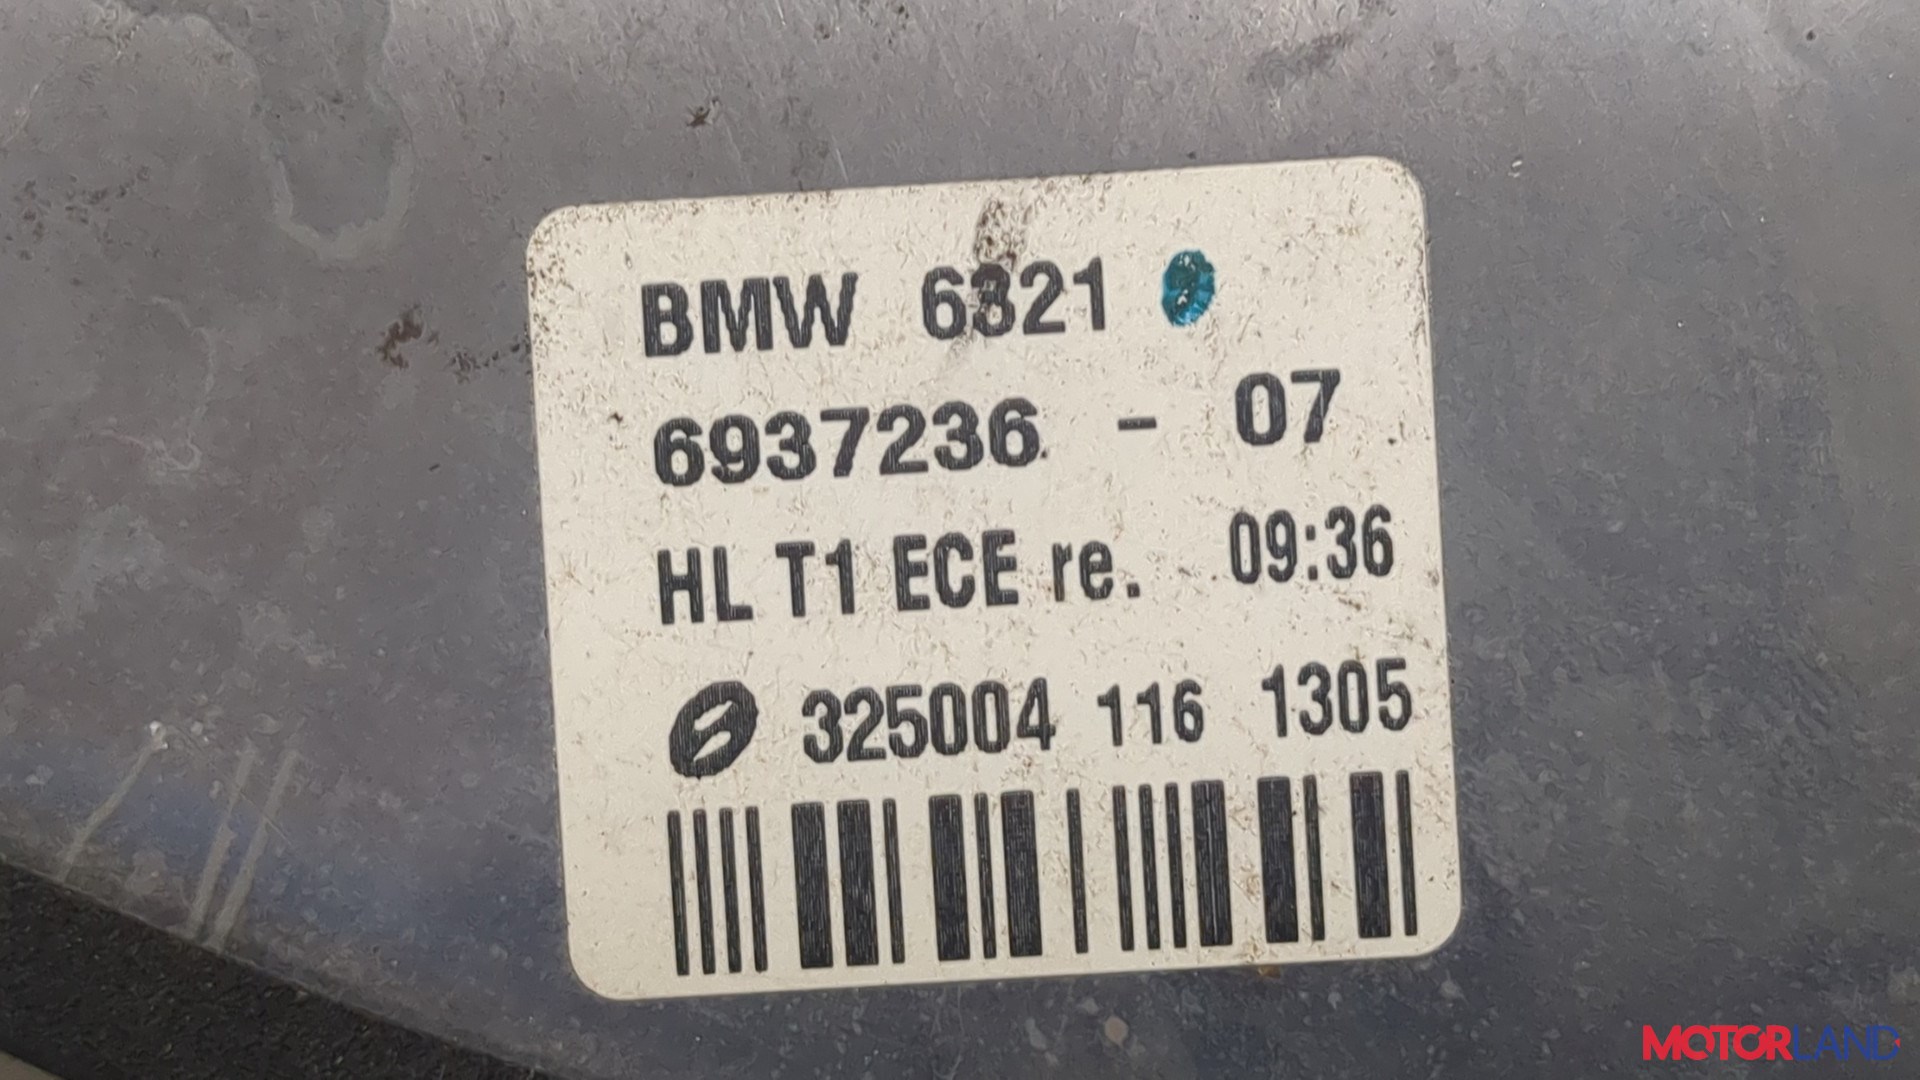 BMW 6321
6937236 - 07
HL T1 ECE re. 09:36
325004 116 1305
MOTORLAND